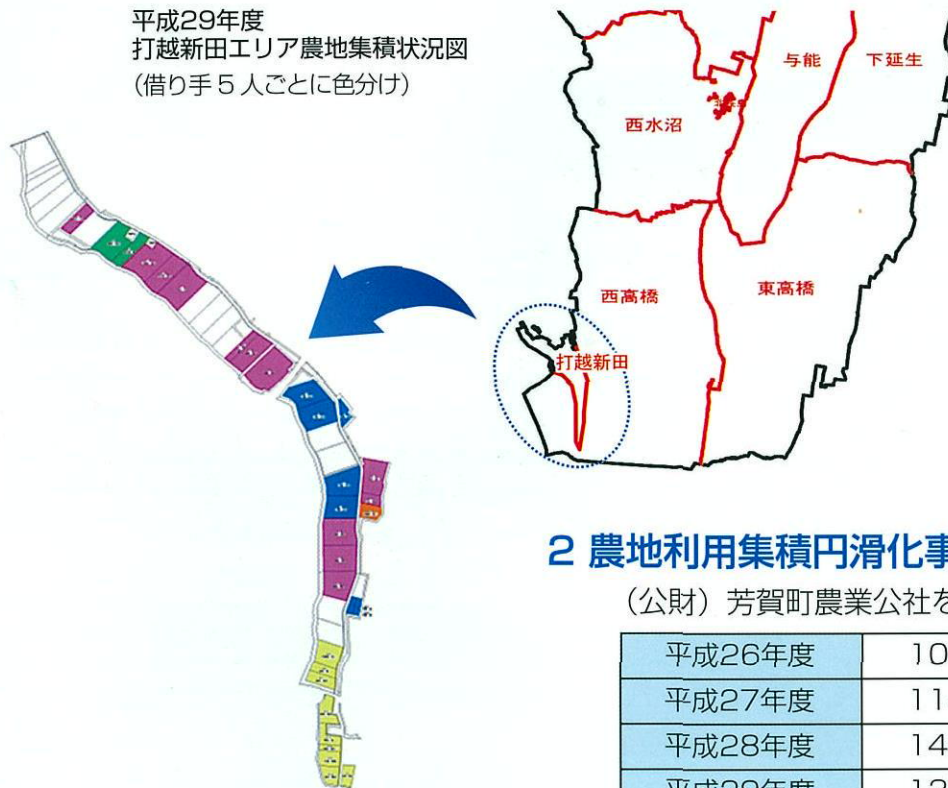 平成29年度
打越新田エリア農地集積状況図
(借り手5人ごとに色分け)
与能
下延生
西水沼
西高橋
東高橋
打越新田
2 農地利用集積円滑化事
(公財)芳賀町農業公社を
平成26年度 10
平成27年度 11
平成28年度 14